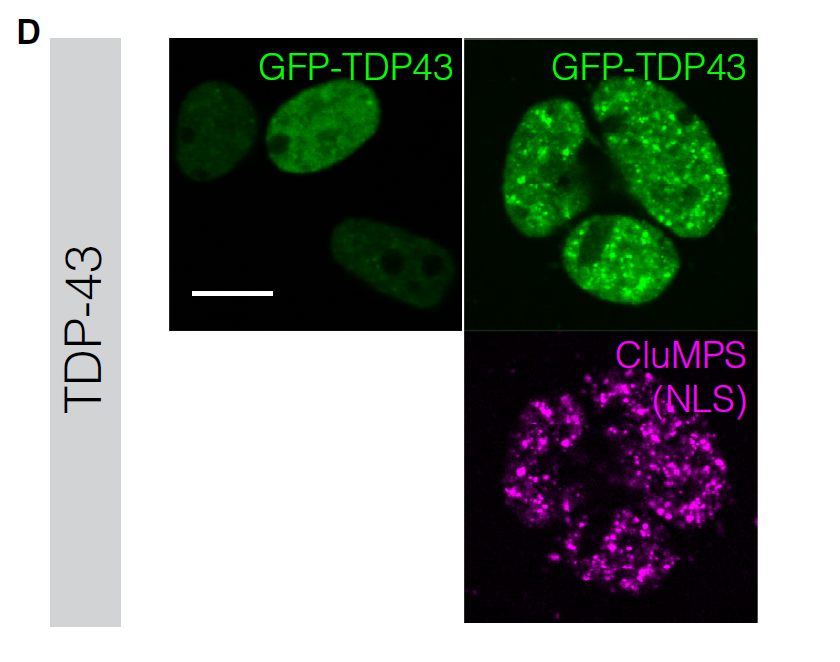 D
TDP-43
GFP-TDP43
GFP-TDP43
CluMPS
(NLS)